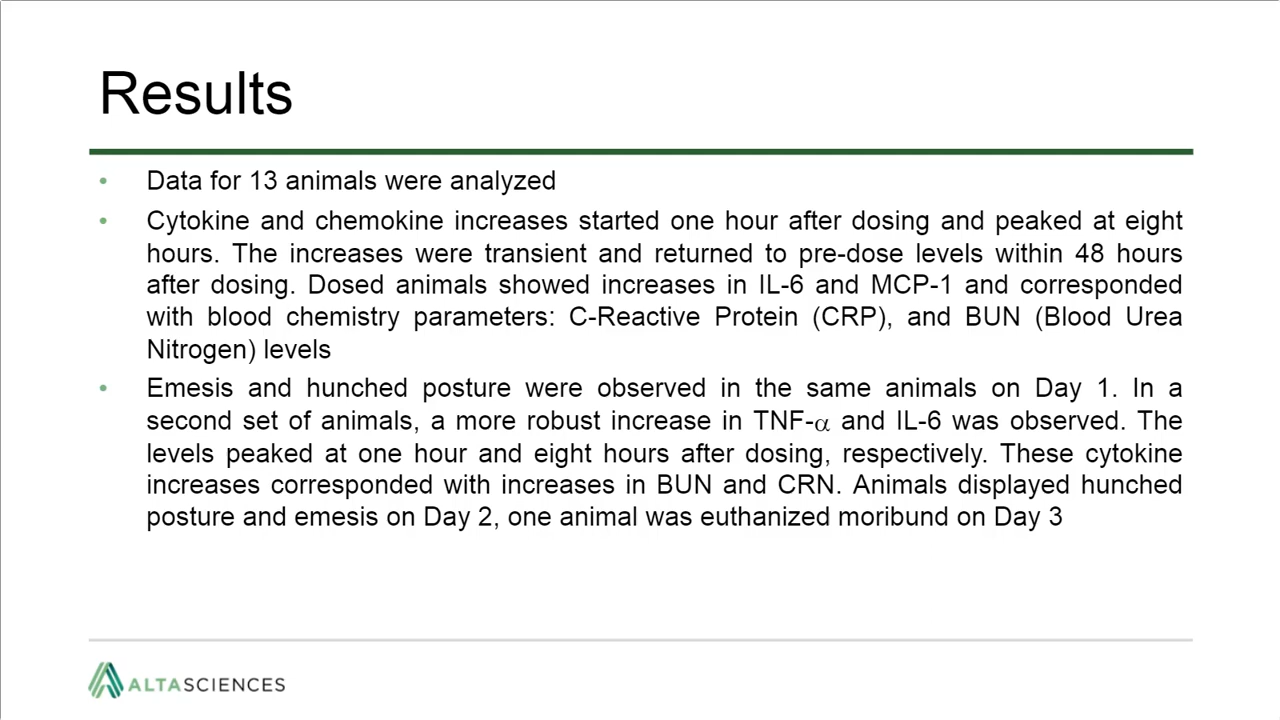 Results
• Data for 13 animals were analyzed
• Cytokine and chemokine increases started one hour after dosing and peaked at eight
hours. The increases were transient and returned to pre-dose levels within 48 hours
after dosing. Dosed animals showed increases in IL-6 and MCP-1 and corresponded
with blood chemistry parameters: C-Reactive Protein (CRP), and BUN (Blood Urea
Nitrogen) levels
• Emesis and hunched posture were observed in the same animals on Day 1. In a
second set of animals, a more robust increase in TNF-α and IL-6 was observed. The
levels peaked at one hour and eight hours after dosing, respectively. These cytokine
increases corresponded with increases in BUN and CRN. Animals displayed hunched
posture and emesis on Day 2, one animal was euthanized moribund on Day 3
ALTASCIENCES